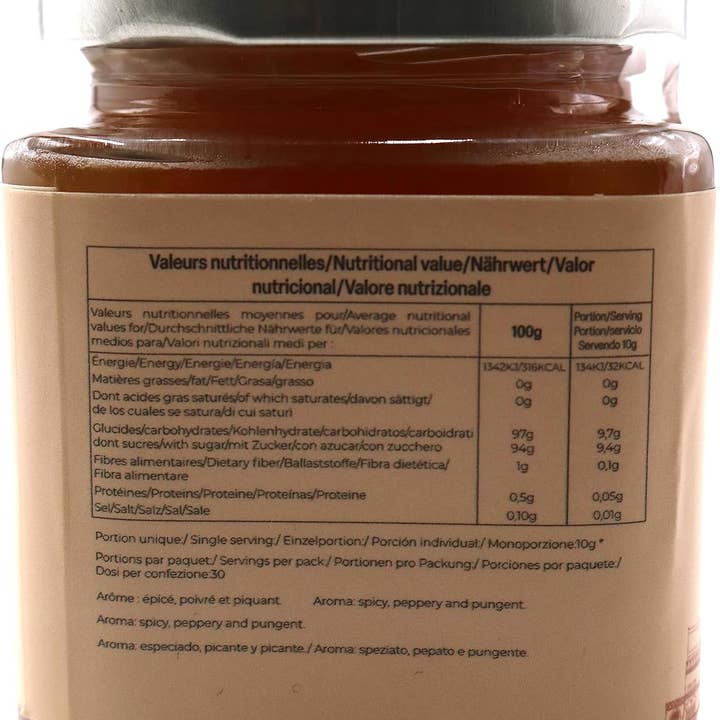 Valeurs nutritionnelles/Nutritional value/Nährwert/Valor
nutricional/Valore nutrizionale
Valeurs nutritionnelles moyennes pour/Average nutritional
values for/Durchschnittliche Nährwerte für/Valores nutricionales
medios para/Valori nutrizionali medi per :
100g
Portion/Serving
Portion/servicio
Servendo 10g
Énergie/Energy/Energie/Energía/Energia 1342KJ/316KCAL 134KJ/32KCAL
Matières grasses/fat/Fett/Grasa/grasso 0g 0g
Dont acides gras saturés/of which saturates/davon sättigt/ 0g 0g
de los cuales se satura/di cui saturi
Glucides/carbohydrates/Kohlenhydrate/carbohidratos/carboidrati 97g 9,7g
dont sucres/with sugar/mit Zucker/con azucar/con zucchero 94g 9,4g
Fibres alimentaires/Dietary fiber/Ballaststoffe/Fibra dietética/ 1g 0,1g
Fibra alimentare
Protéines/Proteins/Proteine/Proteínas/Proteine 0,5g 0,05g
Sel/Salt/Salz/Sal/Sale 0,10g 0,01g
Portion unique:/ Single serving:/ Einzelportion:/ Porción individual:/ Monoporzione:10g *
Portions par paquet:/ Servings per pack:/ Portionen pro Packung:/ Porciones por paquete:/
Dosi per confezione:30
Arôme : épicé, poivré et piquant. Aroma: spicy, peppery and pungent.
Aroma: spicy, peppery and pungent.
Aroma: especiado, picante y picante./ Aroma: speziato, pepato e pungente.